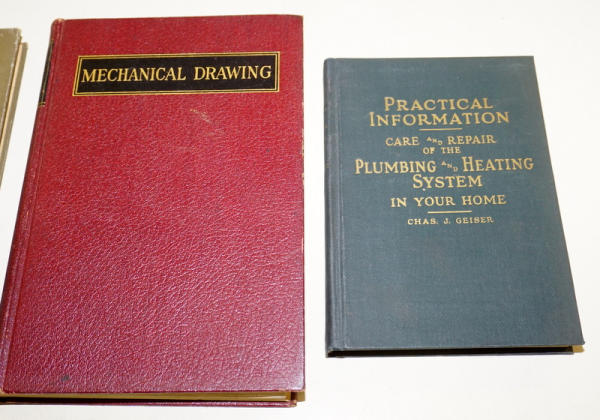 MECHANICAL DRAWING
PRACTICAL
INFORMATION
CARE AND REPAIR
OF THE
PLUMBING AND HEATING
SYSTEM
IN YOUR HOME
CHAS. J. GEISER